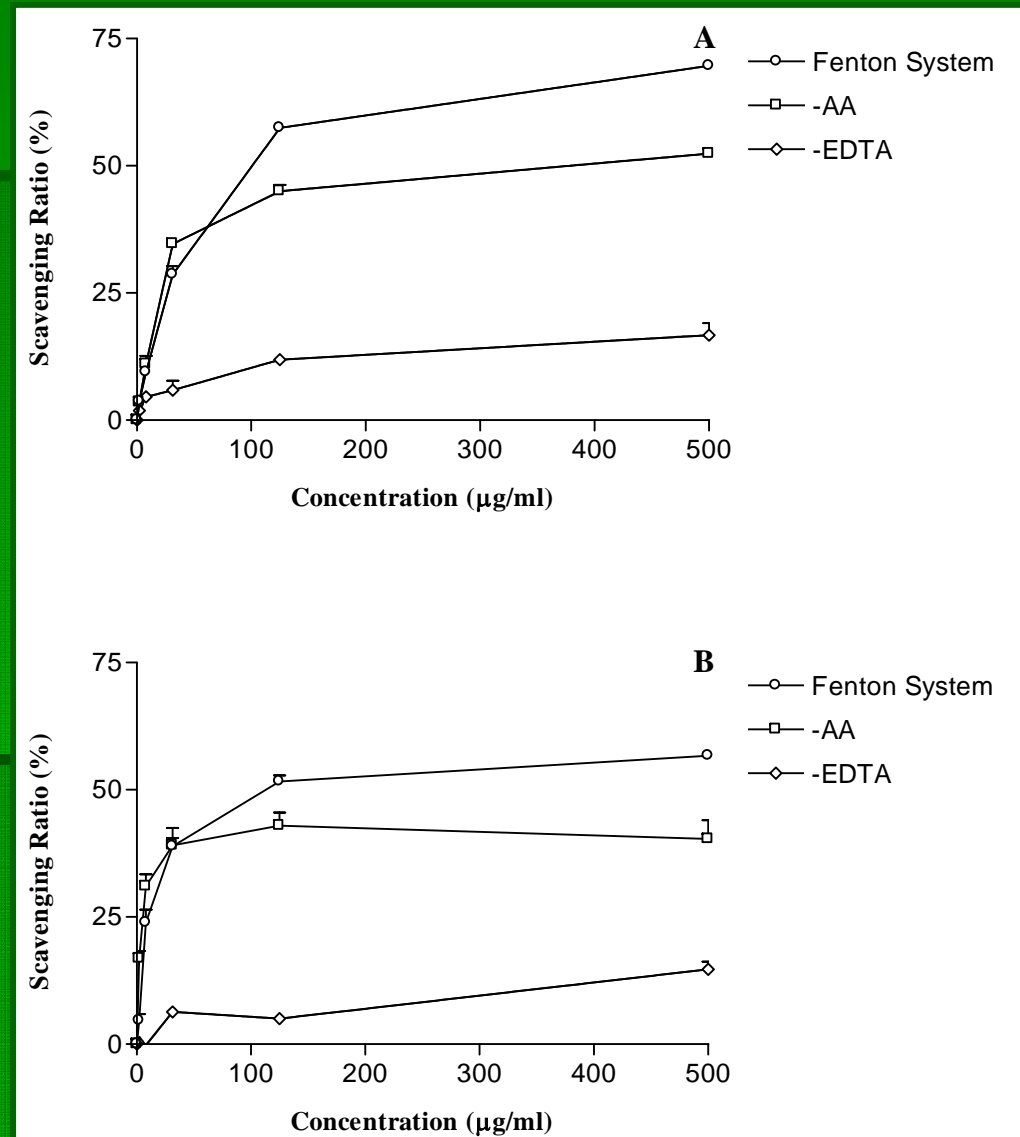 A
75
50
25
0
Scavenging Ratio (%)
0 100 200 300 400 500
Concentration (µg/ml)
Fenton System
-AA
-EDTA
B
75
50
25
0
Scavenging Ratio (%)
0 100 200 300 400 500
Concentration (µg/ml)
Fenton System
-AA
-EDTA